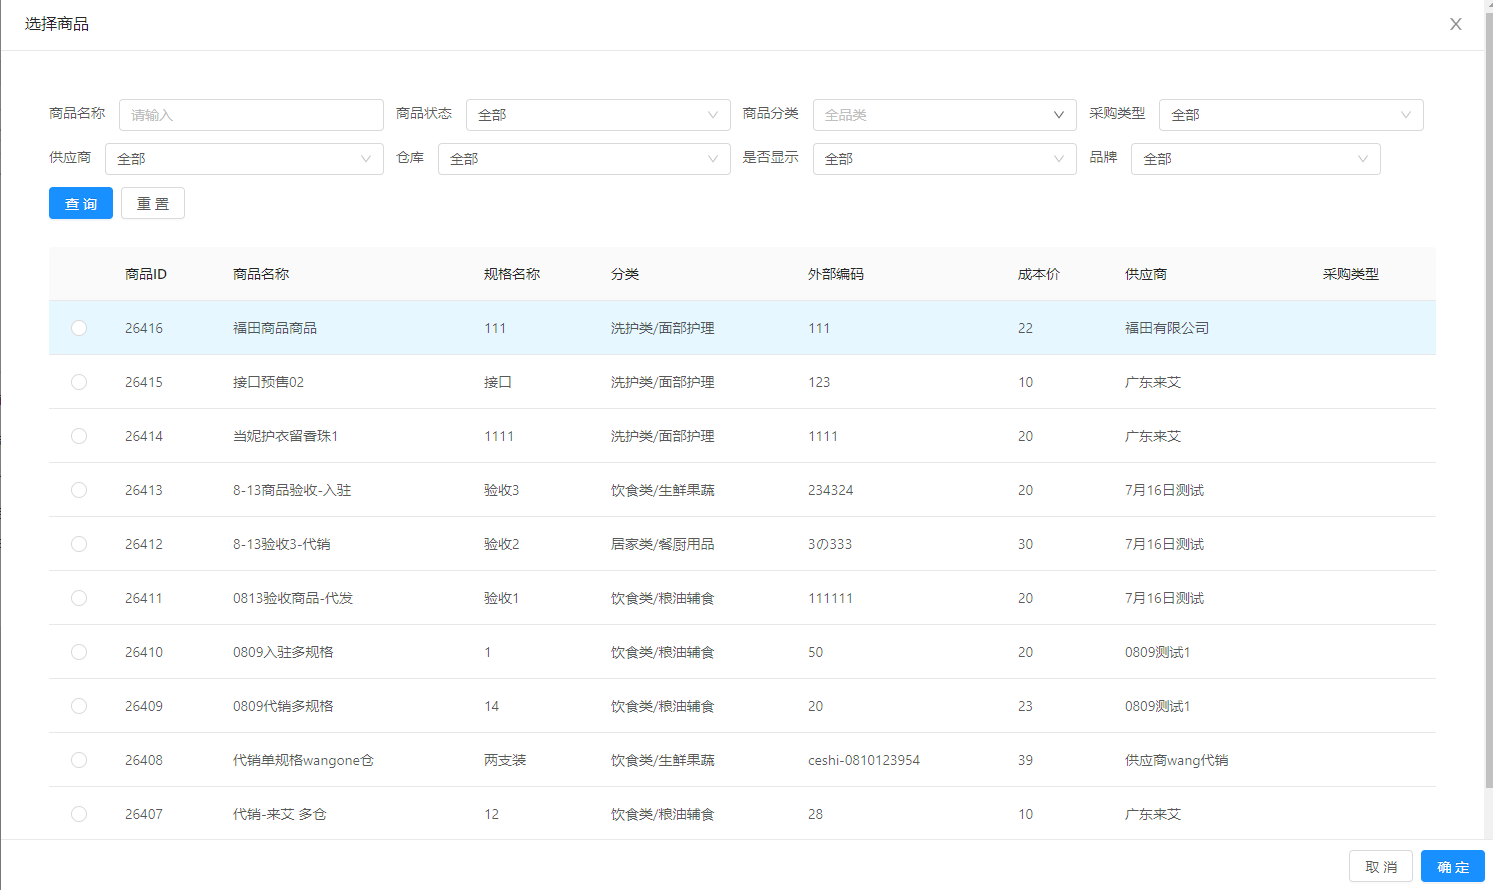 选择商品
商品名称 请输入 商品状态 全部 商品分类 全品类 采购类型 全部
供应商 全部 仓库 全部 是否显示 全部 品牌 全部
查 询 重 置
商品ID 商品名称 规格名称 分类 外部编码 成本价 供应商 采购类型
26416 福田商品商品 111 洗护类/面部护理 111 22 福田有限公司
26415 接口预售02 接口 洗护类/面部护理 123 10 广东来艾
26414 当妮护衣留香珠1 1111 洗护类/面部护理 1111 20 广东来艾
26413 8-13商品验收-入驻 验收3 饮食类/生鲜果蔬 234324 20 7月16日测试
26412 8-13验收3-代销 验收2 居家类/餐厨用品 3の333 30 7月16日测试
26411 0813验收商品-代发 验收1 饮食类/粮油辅食 111111 20 7月16日测试
26410 0809入驻多规格 1 饮食类/粮油辅食 50 20 0809测试1
26409 0809代销多规格 14 饮食类/粮油辅食 20 23 0809测试1
26408 代销单规格wangone仓 两支装 饮食类/生鲜果蔬 ceshi-0810123954 39 供应商wang代销
26407 代销-来艾 多仓 12 饮食类/粮油辅食 28 10 广东来艾
取 消 确 定